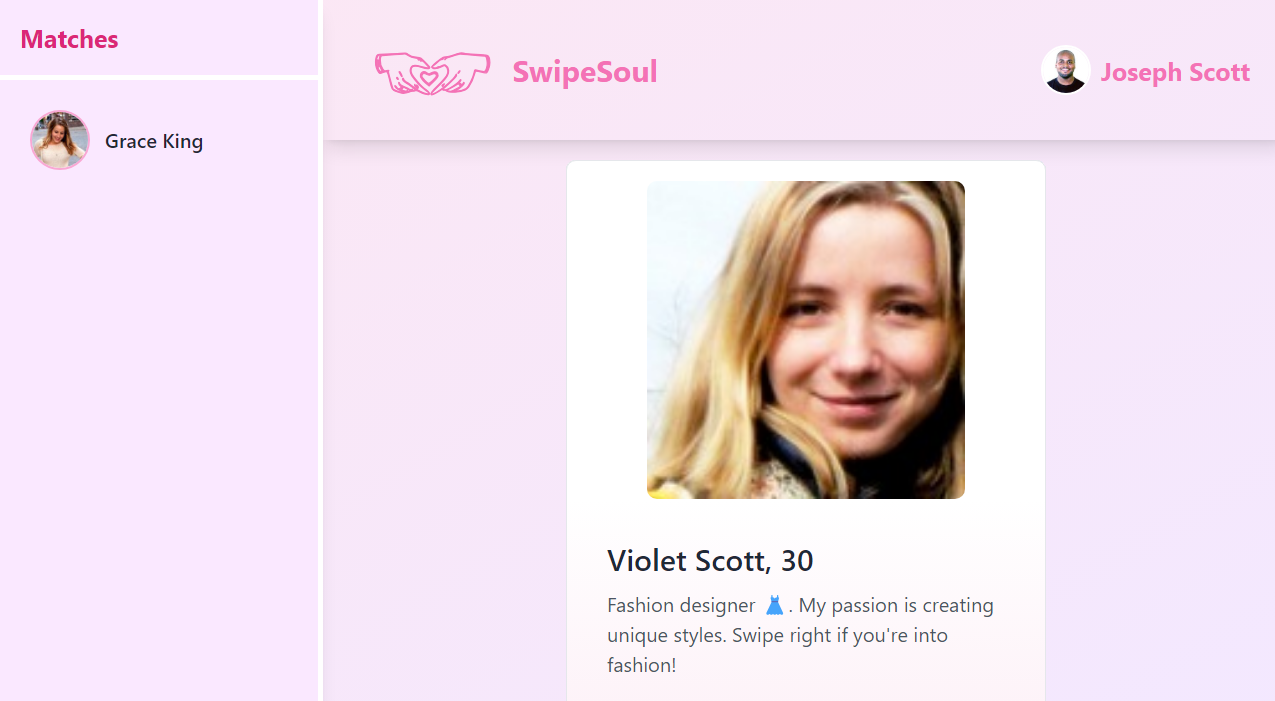 Matches
Grace King
SwipeSoul
Joseph Scott
Violet Scott, 30
Fashion designer 👗. My passion is creating
unique styles. Swipe right if you're into
fashion!